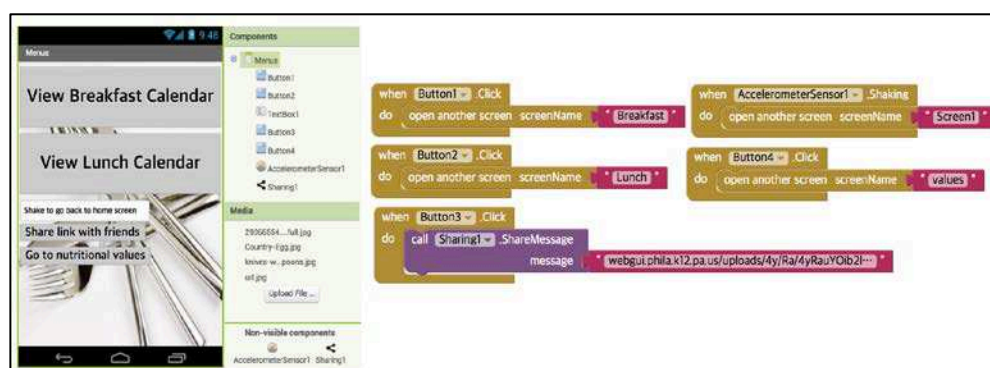 9:46
Menus
View Breakfast Calendar
View Lunch Calendar
Shake to go back to home screen
Share link with friends
Go to nutritional values
Components
Menus
Button1
Button2
TextBox1
Button3
Button4
AccelerometerSensor1
Sharing1
Media
Country-Egg.jpg
knives-w...poons.jpg
Upload File ...
Non-visible components
AccelerometerSensor1 Sharing1
when Button1 .Click
do open another screen screenName " Breakfast "
when Button2 .Click
do open another screen screenName " Lunch "
when Button3 .Click
do call Sharing1 .ShareMessage
message " webgui.phila.k12.pa.us/uploads/4y/Ra/4yRauYOib2I... "
when AccelerometerSensor1 .Shaking
do open another screen screenName " Screen1 "
when Button4 .Click
do open another screen screenName " values "